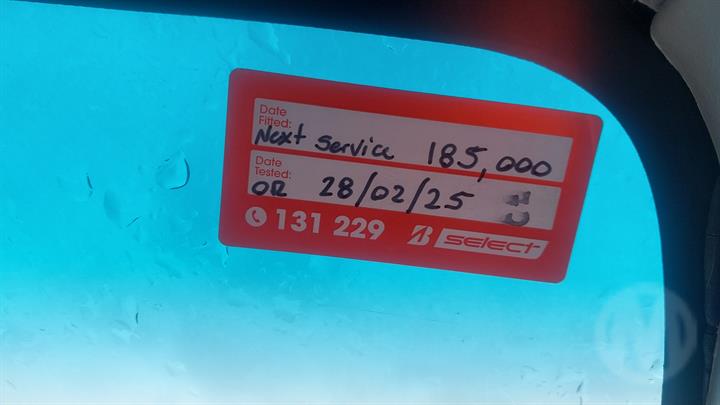 Date
Fitted:
Next Service 185,000
Date
Tested:
OR 28/02/25
131 229 B select